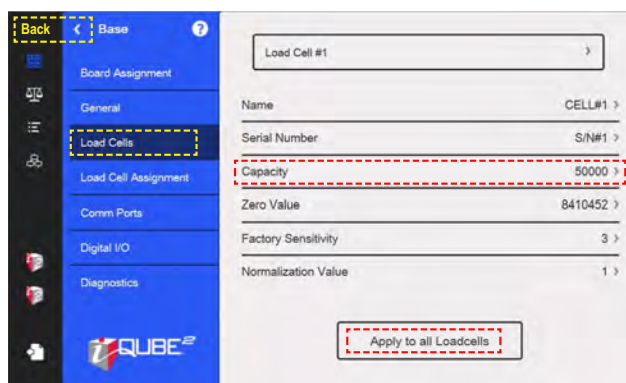 Back
Base ?
Board Assignment
General
Load Cells
Load Cell Assignment
Comm Ports
Digital I/O
Diagnostics
iQUBE²
Load Cell #1
Name CELL#1
Serial Number S/N#1
Capacity 50000
Zero Value 8410452
Factory Sensitivity 3
Normalization Value 1
Apply to all Loadcells